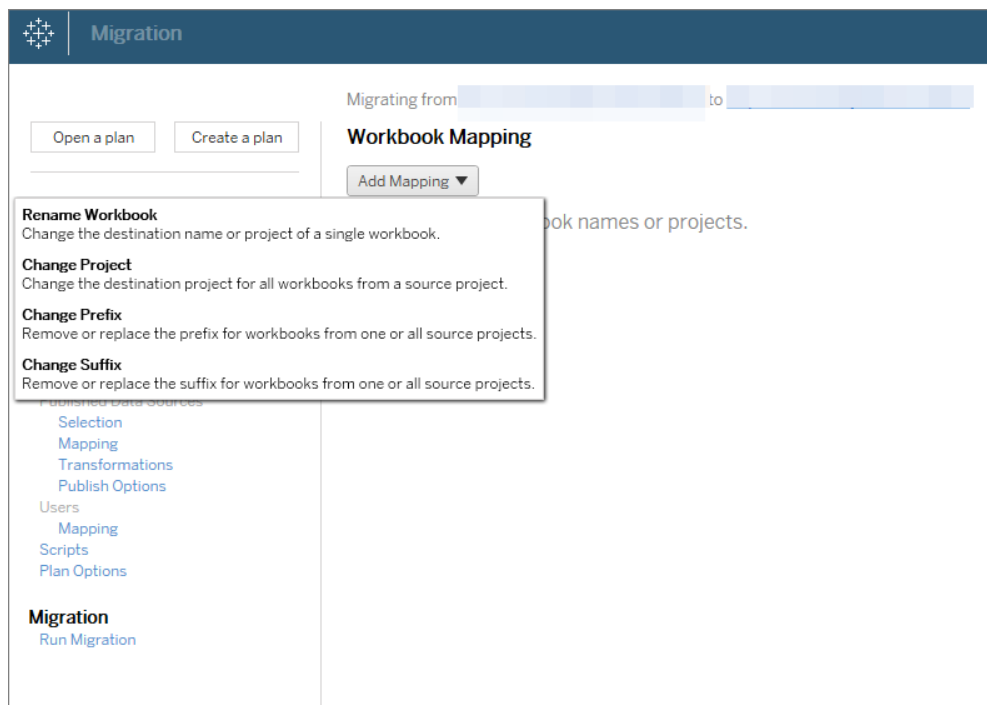 Migration
Migrating from to
Open a plan
Create a plan
Workbook Mapping
Add Mapping ▼
Rename Workbook
Change the destination name or project of a single workbook.
Change Project
Change the destination project for all workbooks from a source project.
Change Prefix
Remove or replace the prefix for workbooks from one or all source projects.
Change Suffix
Remove or replace the suffix for workbooks from one or all source projects.
names or projects.
Published Data Sources
Selection
Mapping
Transformations
Publish Options
Users
Mapping
Scripts
Plan Options
Migration
Run Migration